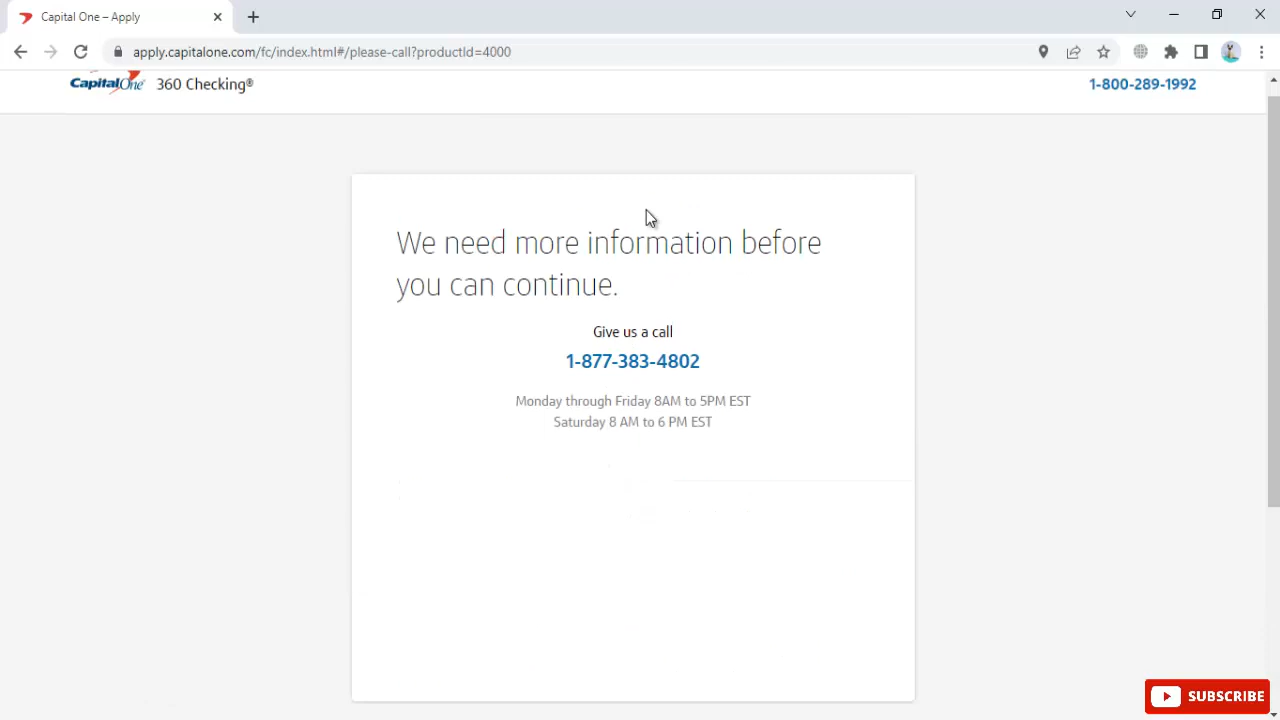 Capital One – Apply
apply.capitalone.com/fc/index.html#/please-call?productId=4000
CapitalOne 360 Checking®
1-800-289-1992
We need more information before
you can continue.
Give us a call
1-877-383-4802
Monday through Friday 8AM to 5PM EST
Saturday 8 AM to 6 PM EST
SUBSCRIBE